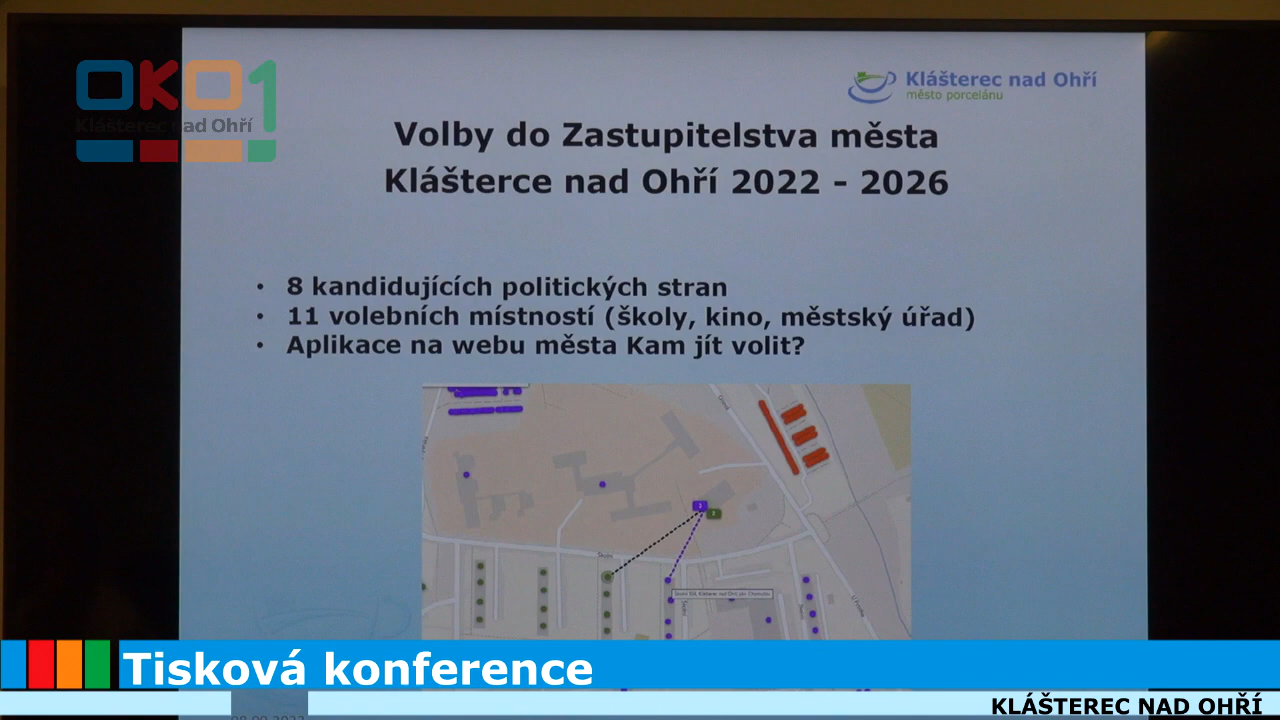 OKO1
Klášterec nad Ohří
Klášterec nad Ohří
město porcelánu
Volby do Zastupitelstva města
Klášterce nad Ohří 2022 - 2026
• 8 kandidujících politických stran
• 11 volebních místností (školy, kino, městský úřad)
• Aplikace na webu města Kam jít volit?
Školní
Tisková konference
KLÁŠTEREC NAD OHŘÍ